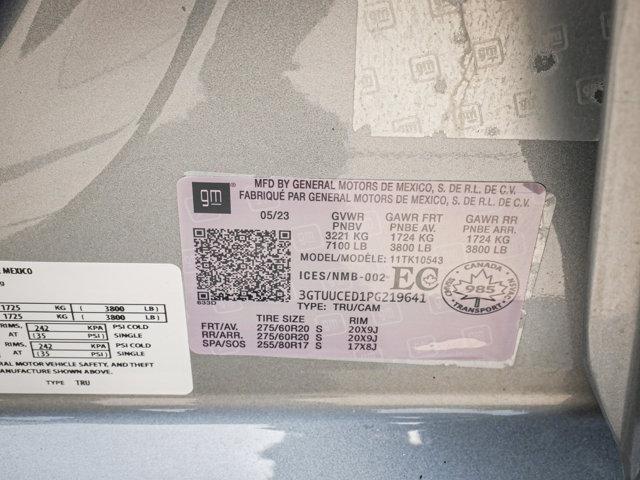 gm
MFD BY GENERAL MOTORS DE MEXICO, S. DE R.L. DE C.V.
FABRIQUÉ PAR GENERAL MOTORS DE MEXICO, S. DE R.L. DE C.V.
05/23
GVWR GAWR FRT GAWR RR
PNBV PNBE AV. PNBE ARR.
3221 KG 1724 KG 1724 KG
7100 LB 3800 LB 3800 LB
MODEL/MODÈLE: 11TK10543
ICES/NMB-002 EC
CANADA
985
TRANSPORT
3GTUUCED1PG219641
TYPE: TRU/CAM
TIRE SIZE RIM
FRT/AV. 275/60R20 S 20X9J
RR/ARR. 275/60R20 S 20X9J
SPA/SOS 255/80R17 S 17X8J
MEXICO
1725 KG ( 3800 LB )
1725 KG ( 3800 LB )
RIMS, 242 KPA PSI COLD
AT (35 PSI) SINGLE
RIMS, 242 KPA PSI COLD
AT (35 PSI) SINGLE
MOTOR VEHICLE SAFETY, AND THEFT
MANUFACTURE SHOWN ABOVE.
TYPE TRU